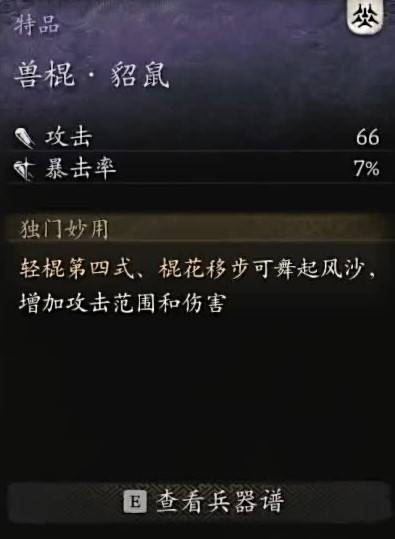 特品
兽棍·貂鼠
攻击 66
暴击率 7%
独门妙用
轻棍第四式、棍花移步可舞起风沙，
增加攻击范围和伤害
E 查看兵器谱